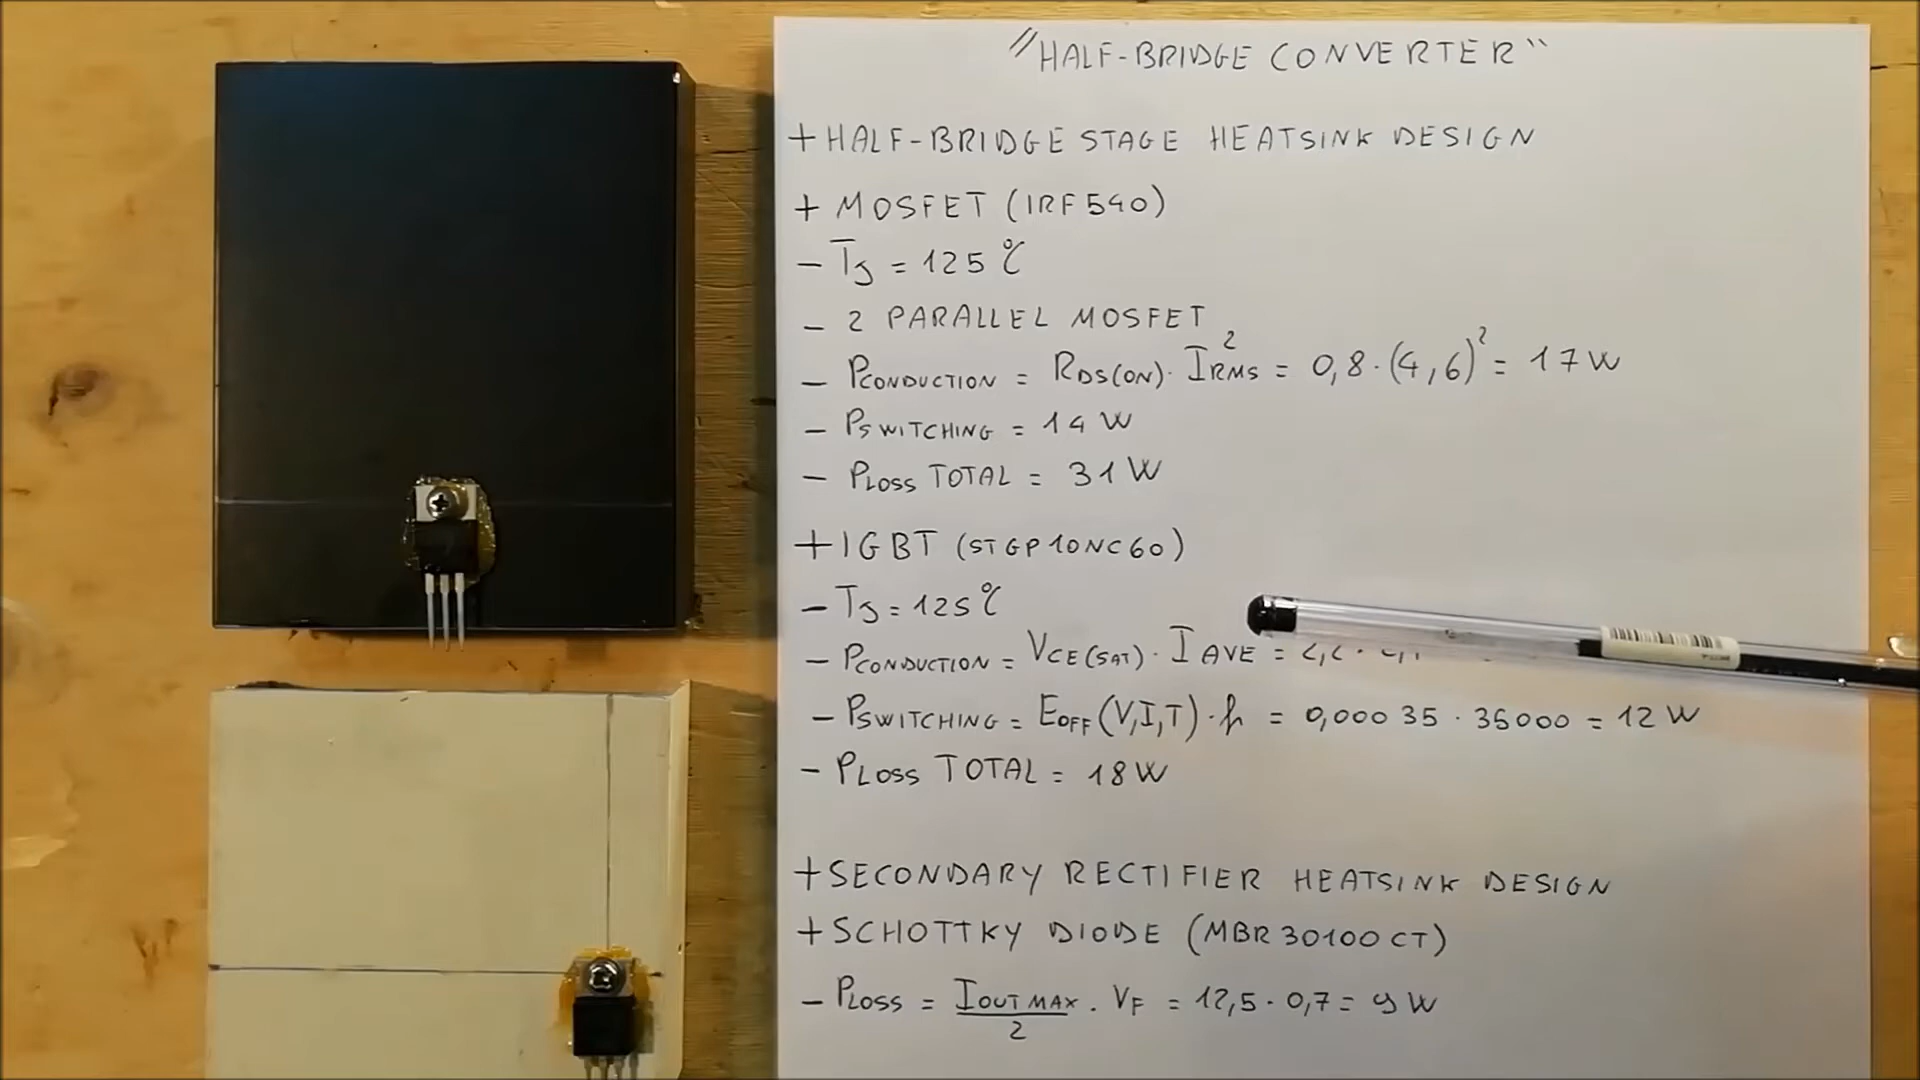 "HALF-BRIDGE CONVERTER"
+ HALF-BRIDGE STAGE HEATSINK DESIGN
+ MOSFET (IRF540)
- TJ = 125 °C
- 2 PARALLEL MOSFET
- PCONDUCTION = RDS(ON) · IRMS² = 0,8 · (4,6)² = 17 W
- PSWITCHING = 14 W
- PLOSS TOTAL = 31 W
+ IGBT (STGP10NC60)
- TJ = 125 °C
- PCONDUCTION = VCE(SAT) · IAVE =
- PSWITCHING = EOFF(V,I,T) · f = 0,00035 · 35000 = 12 W
- PLOSS TOTAL = 18 W
+ SECONDARY RECTIFIER HEATSINK DESIGN
+ SCHOTTKY DIODE (MBR30100CT)
- PLOSS = IOUTMAX/2 · VF = 12,5 · 0,7 = 9 W